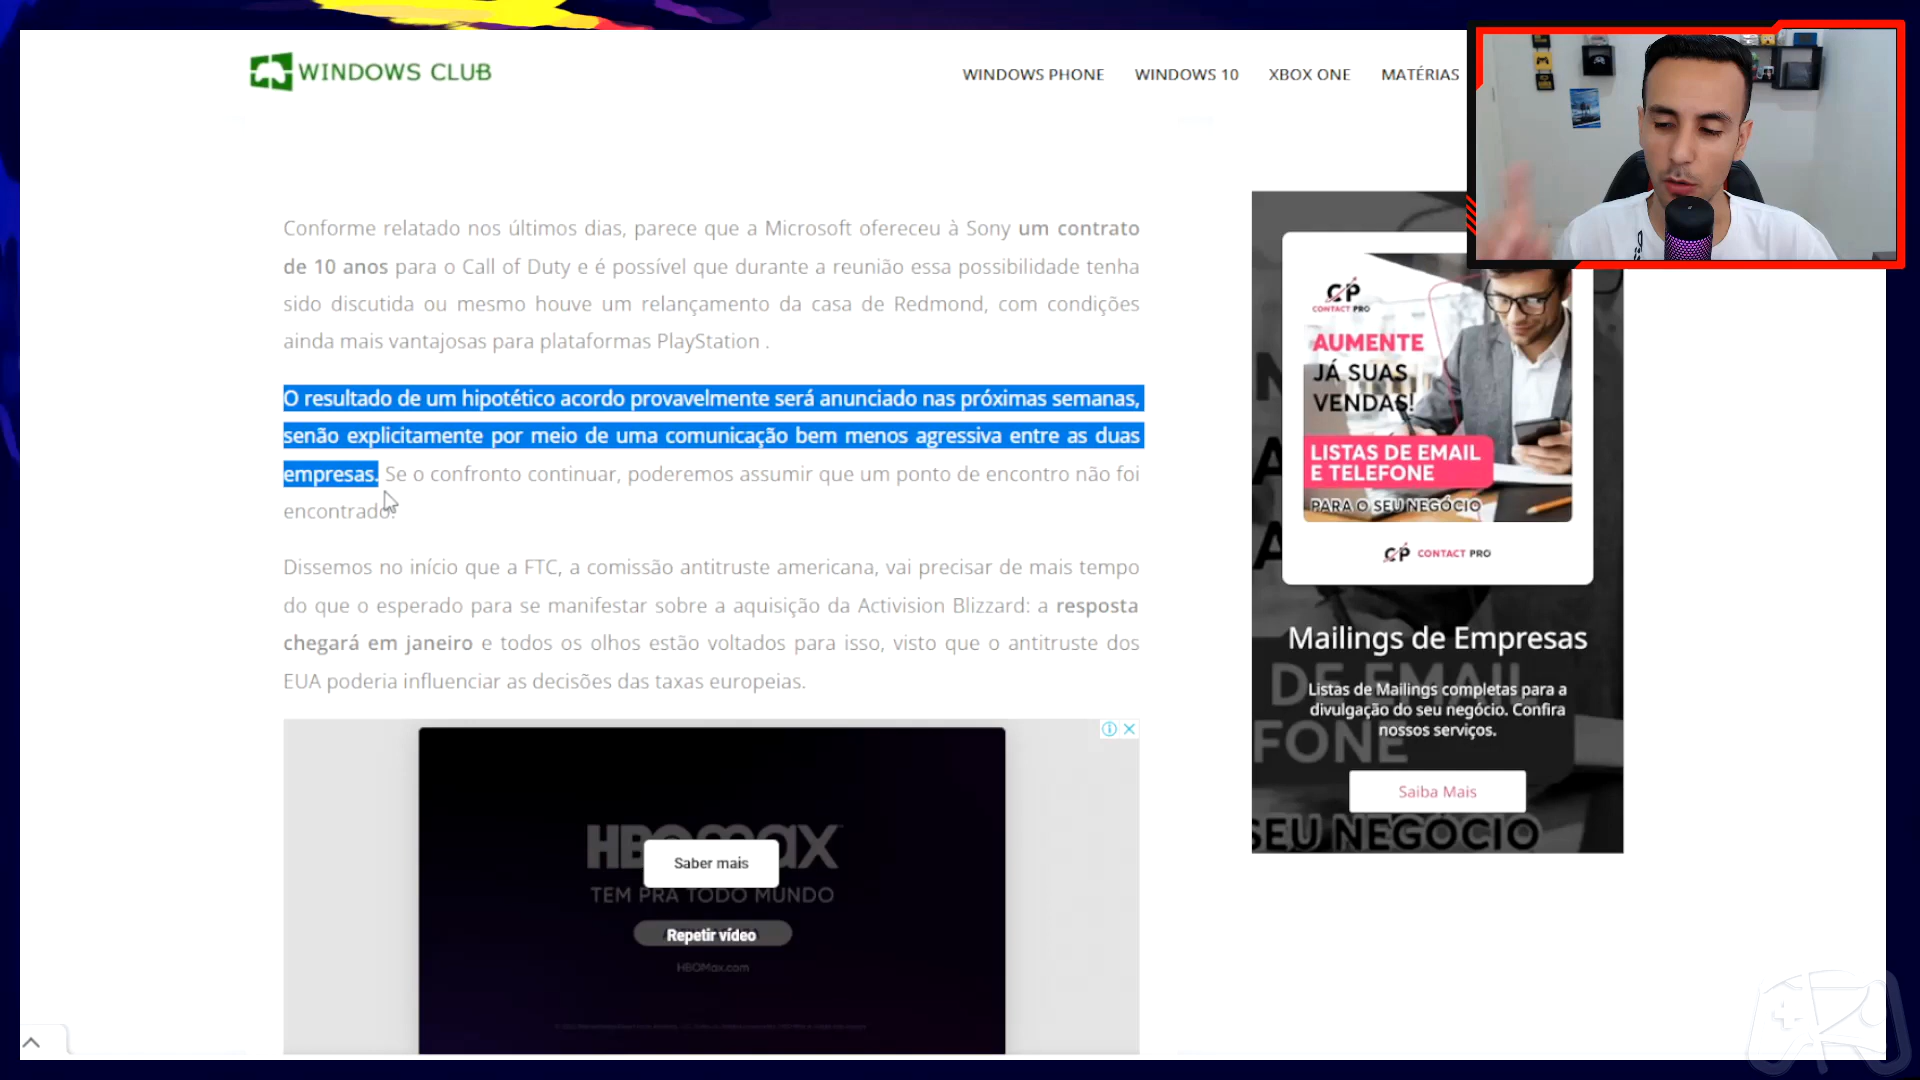 WINDOWS CLUB
WINDOWS PHONE WINDOWS 10 XBOX ONE MATÉRIAS
Conforme relatado nos últimos dias, parece que a Microsoft ofereceu à Sony um contrato
de 10 anos para o Call of Duty e é possível que durante a reunião essa possibilidade tenha
sido discutida ou mesmo houve um relançamento da casa de Redmond, com condições
ainda mais vantajosas para plataformas PlayStation .
O resultado de um hipotético acordo provavelmente será anunciado nas próximas semanas,
senão explicitamente por meio de uma comunicação bem menos agressiva entre as duas
empresas. Se o confronto continuar, poderemos assumir que um ponto de encontro não foi
encontrado.
Dissemos no início que a FTC, a comissão antitruste americana, vai precisar de mais tempo
do que o esperado para se manifestar sobre a aquisição da Activision Blizzard: a resposta
chegará em janeiro e todos os olhos estão voltados para isso, visto que o antitruste dos
EUA poderia influenciar as decisões das taxas europeias.
HBOMAX
Saber mais
TEM PRA TODO MUNDO
Repetir vídeo
HBOMax.com
CP
CONTACT PRO
AUMENTE
JÁ SUAS
VENDAS!
LISTAS DE EMAIL
E TELEFONE
PARA O SEU NEGÓCIO
CP CONTACT PRO
Mailings de Empresas
DE EMAIL
Listas de Mailings completas para a
divulgação do seu negócio. Confira
nossos serviços.
FONE
Saiba Mais
SEU NEGÓCIO